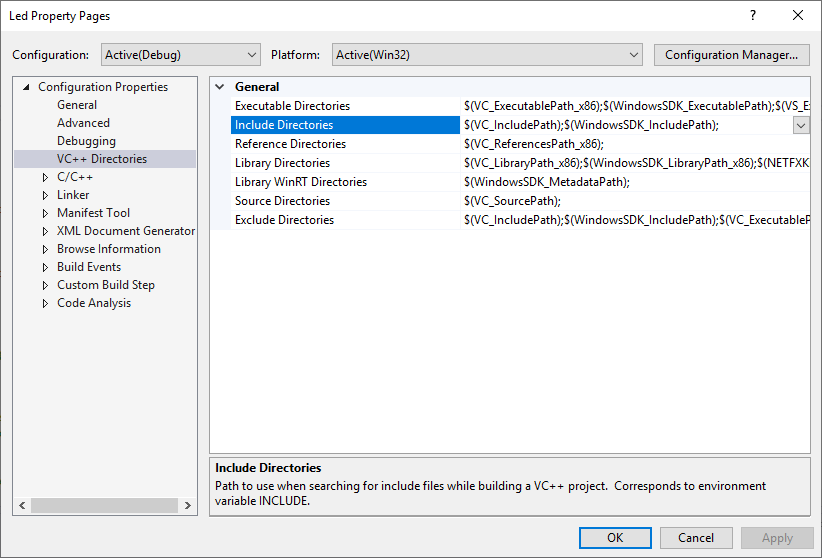 Led Property Pages
?
Configuration: Active(Debug) Platform: Active(Win32) Configuration Manager...
Configuration Properties
General
Advanced
Debugging
VC++ Directories
C/C++
Linker
Manifest Tool
XML Document Generator
Browse Information
Build Events
Custom Build Step
Code Analysis
General
Executable Directories $(VC_ExecutablePath_x86);$(WindowsSDK_ExecutablePath);$(VS_Ex
Include Directories $(VC_IncludePath);$(WindowsSDK_IncludePath);
Reference Directories $(VC_ReferencesPath_x86);
Library Directories $(VC_LibraryPath_x86);$(WindowsSDK_LibraryPath_x86);$(NETFXK
Library WinRT Directories $(WindowsSDK_MetadataPath);
Source Directories $(VC_SourcePath);
Exclude Directories $(VC_IncludePath);$(WindowsSDK_IncludePath);$(VC_ExecutableP
Include Directories
Path to use when searching for include files while building a VC++ project.  Corresponds to environment
variable INCLUDE.
OK Cancel Apply